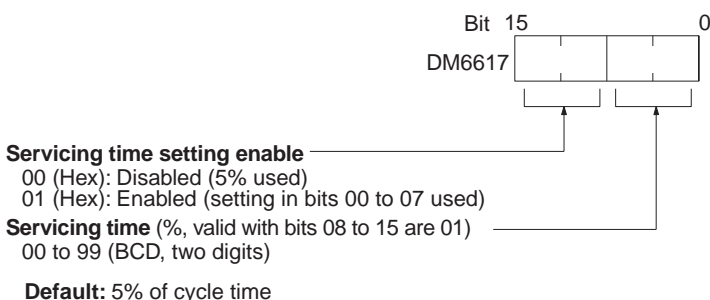 Bit 15 0
DM6617
Servicing time setting enable
00 (Hex): Disabled (5% used)
01 (Hex): Enabled (setting in bits 00 to 07 used)
Servicing time (%, valid with bits 08 to 15 are 01)
00 to 99 (BCD, two digits)
Default: 5% of cycle time